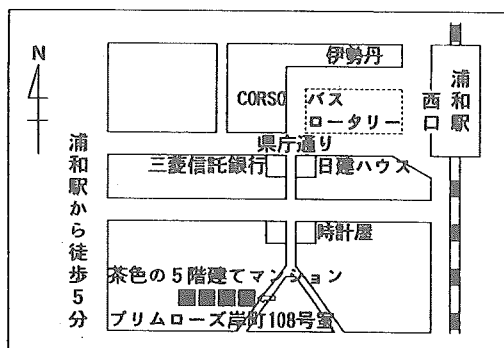 N
伊勢丹
CORSO
バス
ロータリー
浦和駅
西口
県庁通り
三菱信託銀行
日建ハウス
時計屋
浦和駅から徒歩5分
茶色の5階建てマンション
プリムローズ岸町108号室